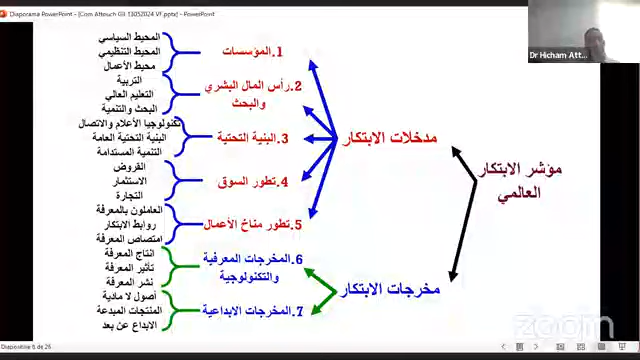 Diaporama PowerPoint - [Com Attouch GII 13052024 VF.pptx] - PowerPoint
Dr Hicham Att...
مؤشر الابتكار
العالمي
مدخلات الابتكار
1.المؤسسات
المحيط السياسي
المحيط التنظيمي
محيط الأعمال
2.رأس المال البشري
والبحث
التربية
التعليم العالي
البحث والتنمية
3.البنية التحتية
تكنولوجيا الأعلام والاتصال
البنية التحتية العامة
التنمية المستدامة
4.تطور السوق
القروض
الاستثمار
التجارة
5.تطور مناخ الأعمال
العاملون بالمعرفة
روابط الابتكار
امتصاص المعرفة
مخرجات الابتكار
6.المخرجات المعرفية
والتكنولوجية
انتاج المعرفة
تأثير المعرفة
نشر المعرفة
7.المخرجات الابداعية
أصول لا مادية
المنتجات المبدعة
الابداع عن بعد
zoom
Diapositive 6 de 26